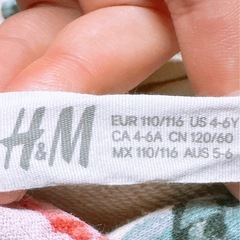 H&M
EUR 110/116 US 4-6Y
CA 4-6A CN 120/60
MX 110/116 AUS 5-6